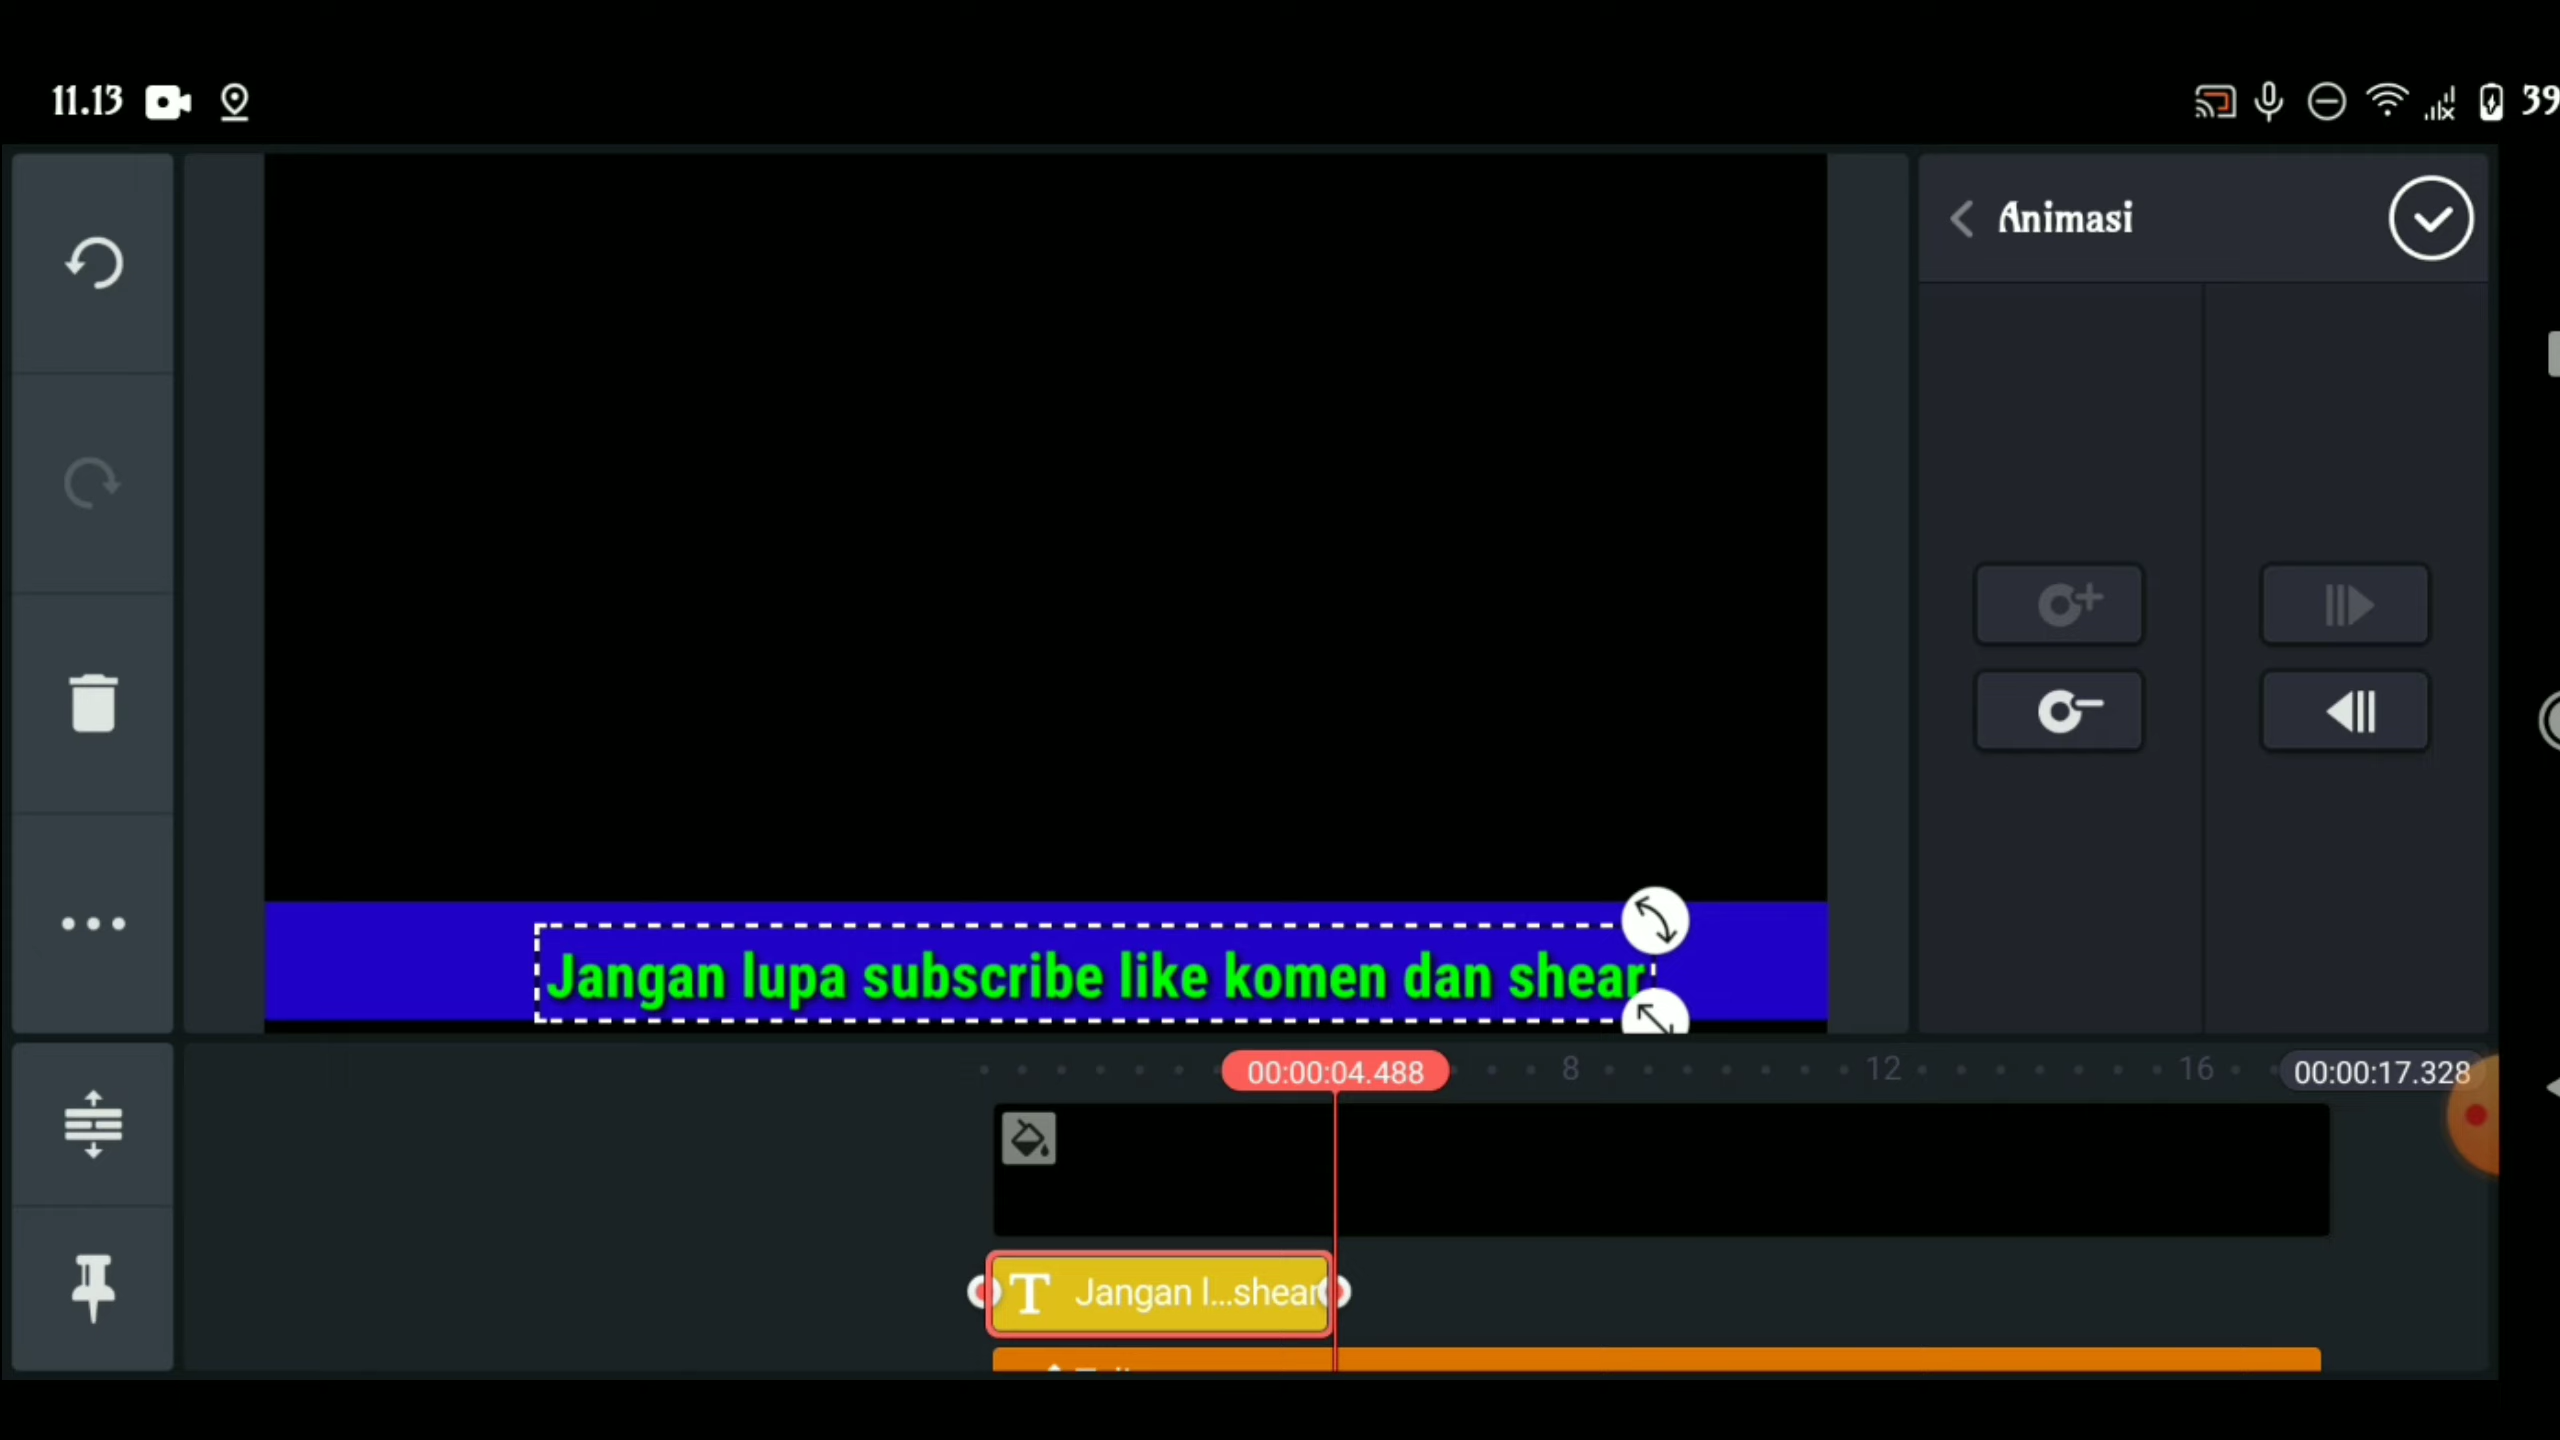 11.13
39
Animasi
Jangan lupa subscribe like komen dan shear
00:00:04.488
8
12
16
00:00:17.328
T Jangan l...shear